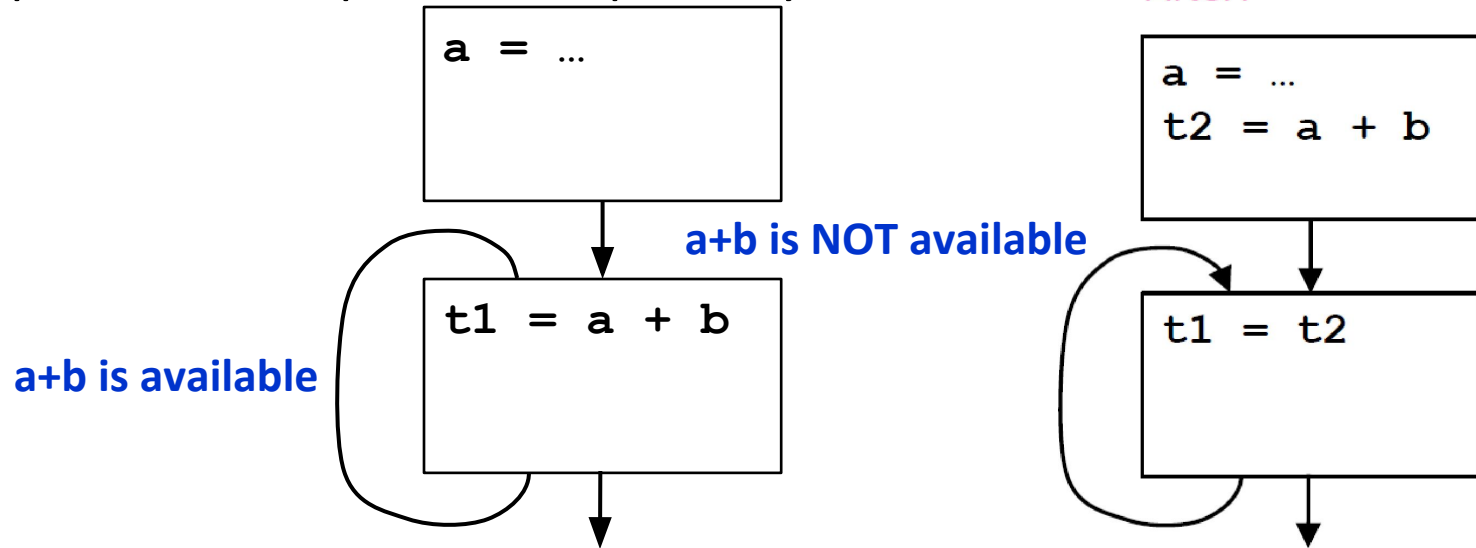 a = …
a+b is NOT available
t1 = a + b
a+b is available
a = …
t2 = a + b
t1 = t2